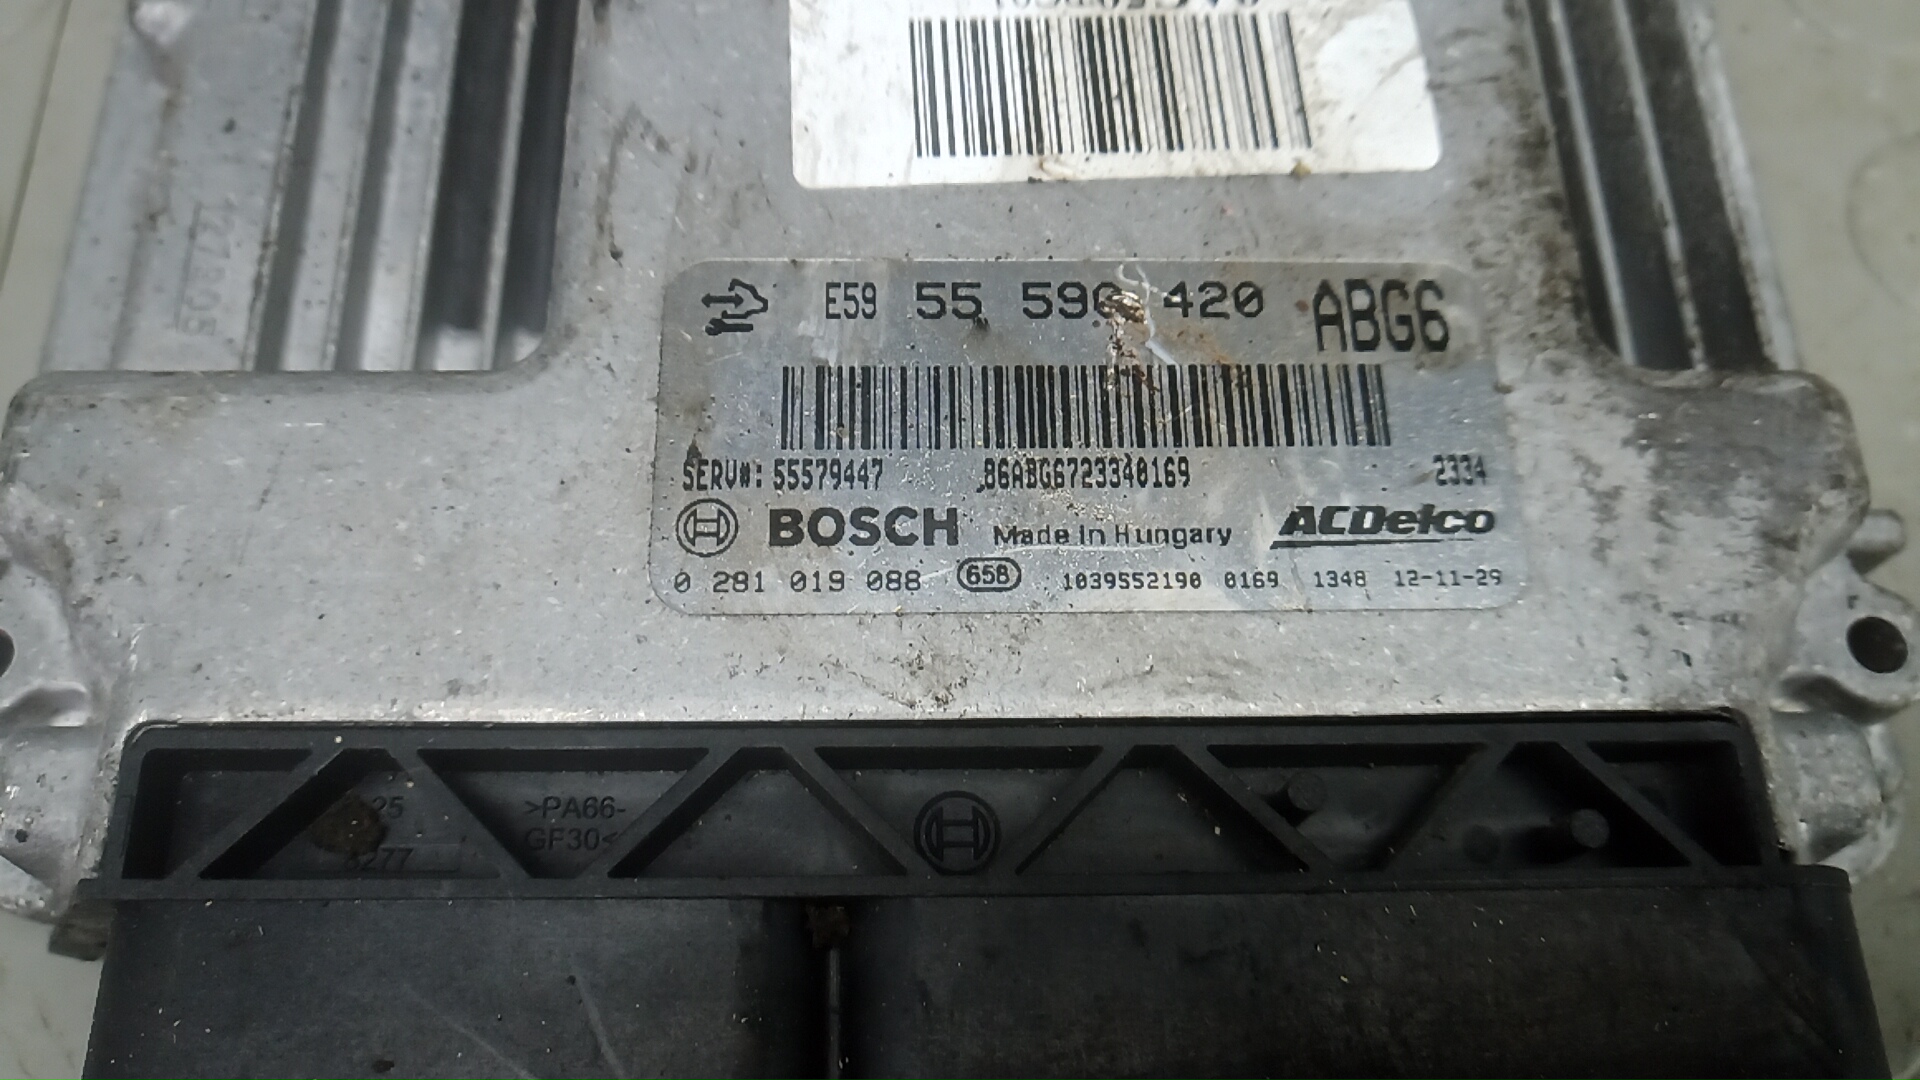 E59 55 590 420 ABG6
SERV#: 55579447 86ABG6723340169 2334
BOSCH Made in Hungary ACDelco
0 281 019 088 658 1039552190 0169 1348 12-11-29
>PA66-
GF30<